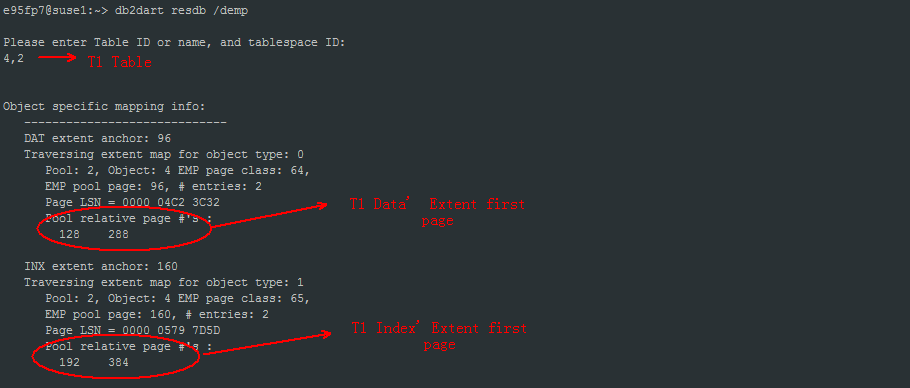 e95fp7@suse1:~> db2dart resdb /demp
Please enter Table ID or name, and tablespace ID:
4,2
T1 Table
Object specific mapping info:
-----------------------------
DAT extent anchor: 96
Traversing extent map for object type: 0
Pool: 2, Object: 4 EMP page class: 64,
EMP pool page: 96, # entries: 2
Page LSN = 0000 04C2 3C32
Pool relative page #'s :
128 288
T1 Data' Extent first
page
INX extent anchor: 160
Traversing extent map for object type: 1
Pool: 2, Object: 4 EMP page class: 65,
EMP pool page: 160, # entries: 2
Page LSN = 0000 0579 7D5D
Pool relative page #'s :
192 384
T1 Index' Extent first
page